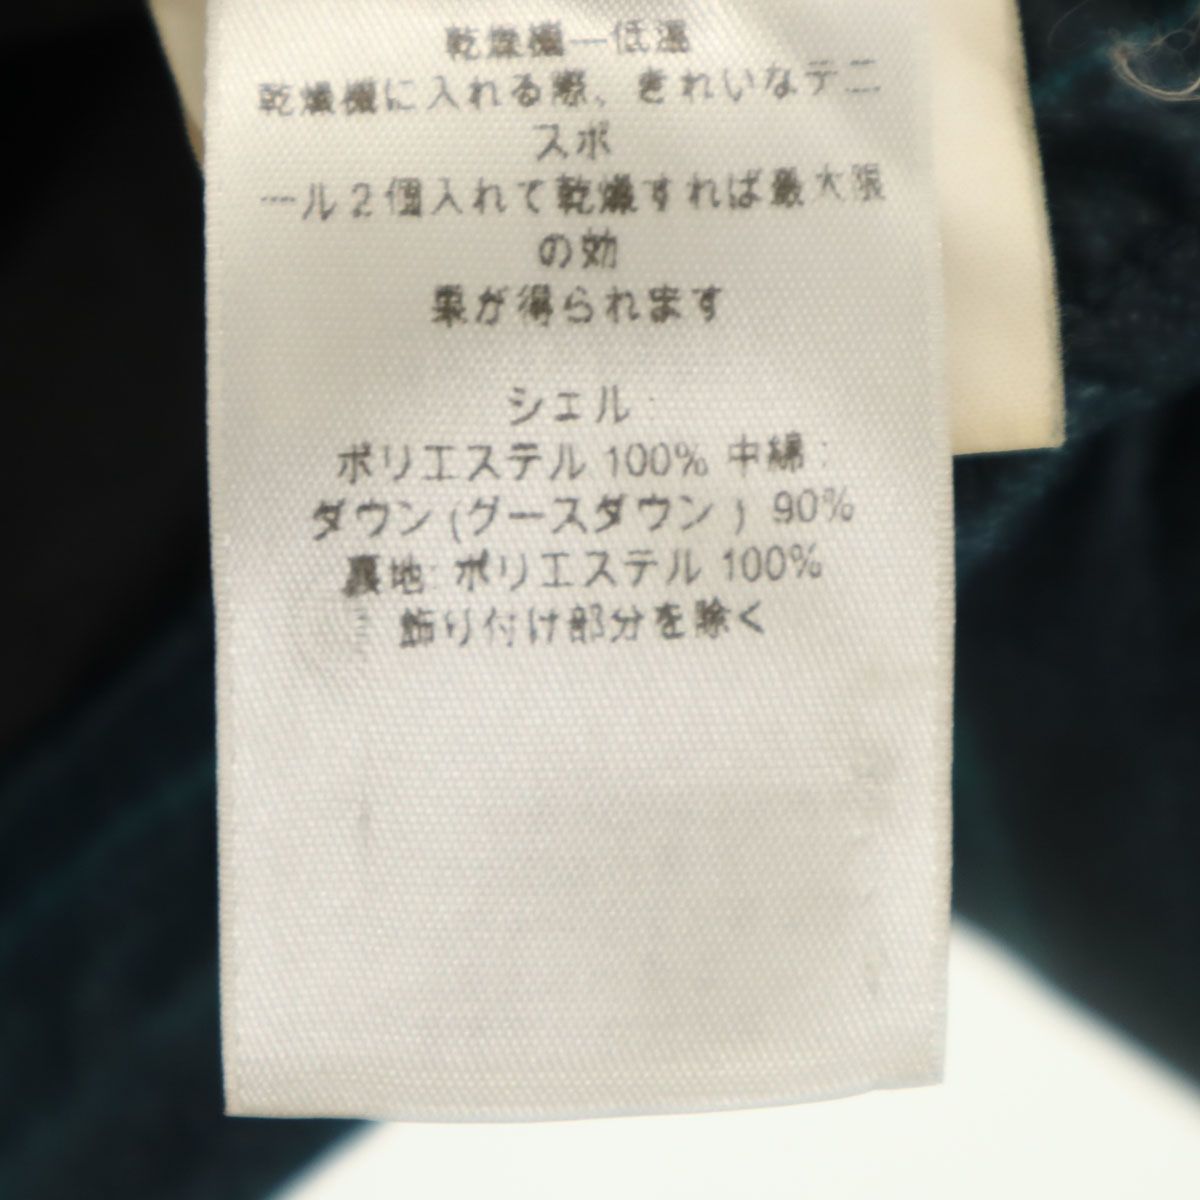 乾燥機—低温
乾燥機に入れる際、きれいなテニ
スボ
ール2個入れて乾燥すれば最大限
の効
果が得られます
シェル:
ポリエステル 100% 中綿:
ダウン (グースダウン) 90%
裏地: ポリエステル 100%
飾り付け部分を除く